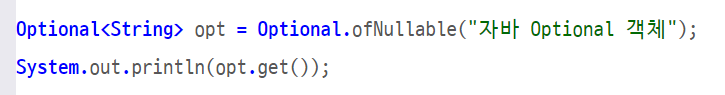 Optional<String> opt = Optional.ofNullable("자바 Optional 객체");
System.out.println(opt.get());